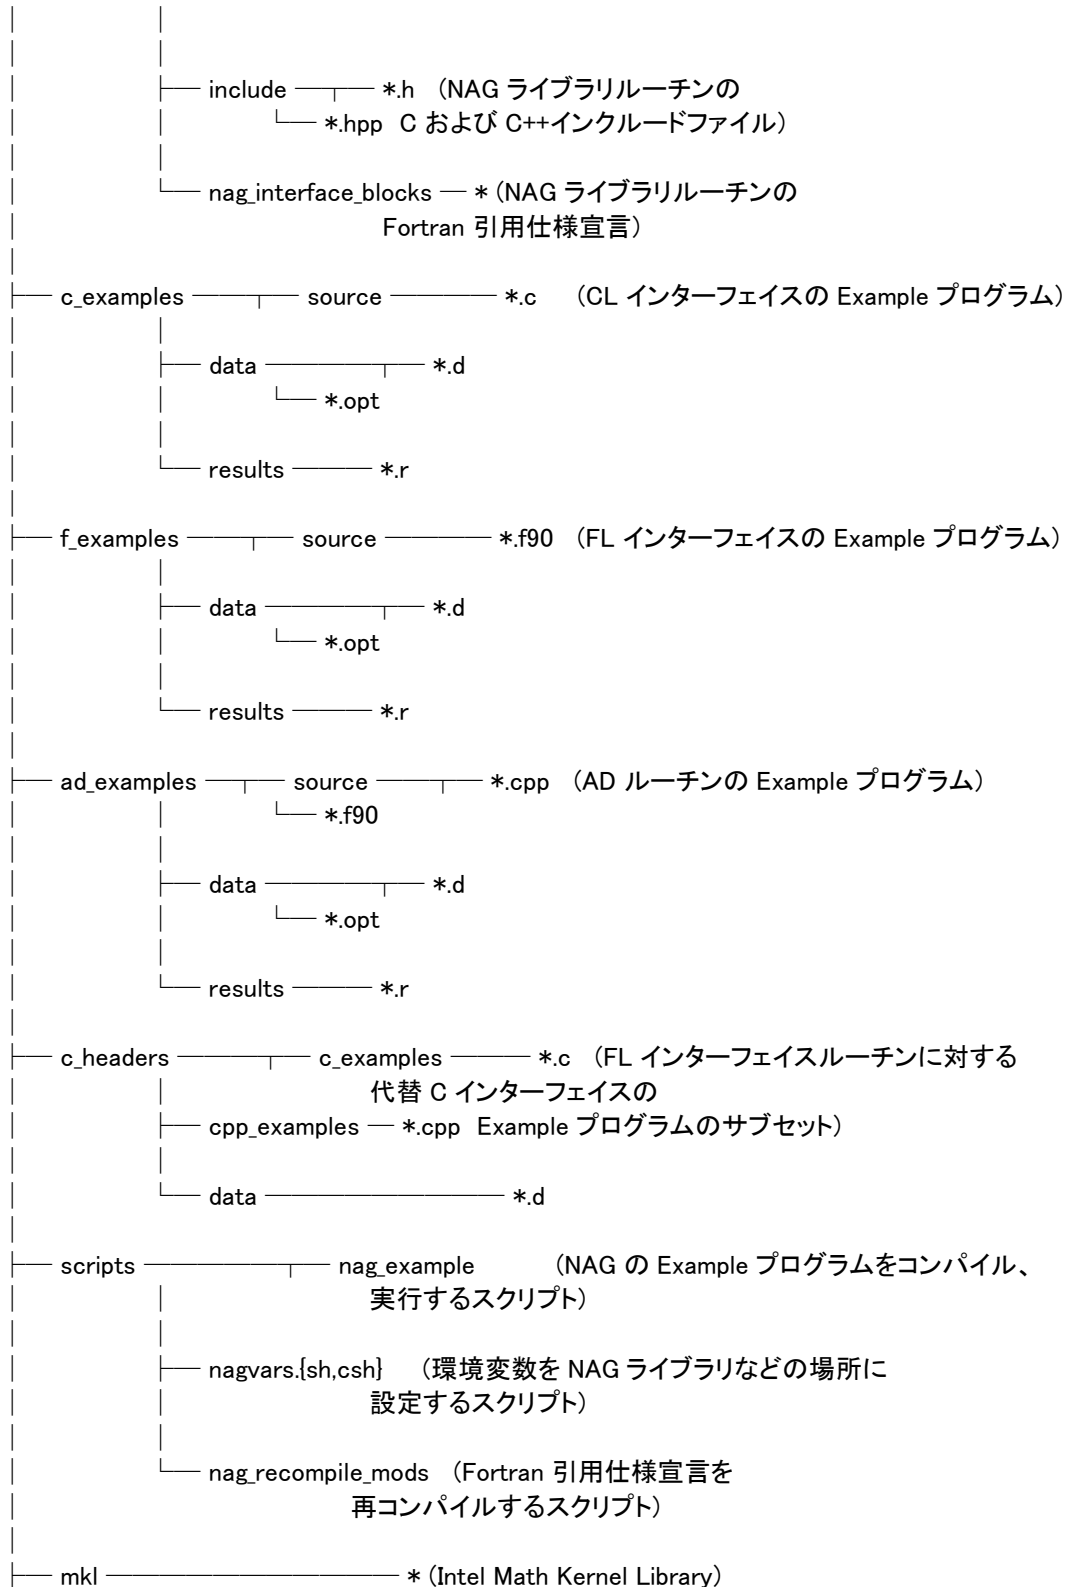 include *.h (NAG ライブラリルーチンの
*.hpp C および C++インクルードファイル)
nag_interface_blocks * (NAG ライブラリルーチンの
Fortran 引用仕様宣言)
c_examples source *.c (CL インターフェイスの Example プログラム)
data *.d
*.opt
results *.r
f_examples source *.f90 (FL インターフェイスの Example プログラム)
data *.d
*.opt
results *.r
ad_examples source *.cpp (AD ルーチンの Example プログラム)
*.f90
data *.d
*.opt
results *.r
c_headers c_examples *.c (FL インターフェイスルーチンに対する
代替 C インターフェイスの
cpp_examples *.cpp Example プログラムのサブセット)
data *.d
scripts nag_example (NAG の Example プログラムをコンパイル、
実行するスクリプト)
nagvars.{sh,csh} (環境変数を NAG ライブラリなどの場所に
設定するスクリプト)
nag_recompile_mods (Fortran 引用仕様宣言を
再コンパイルするスクリプト)
mkl * (Intel Math Kernel Library)